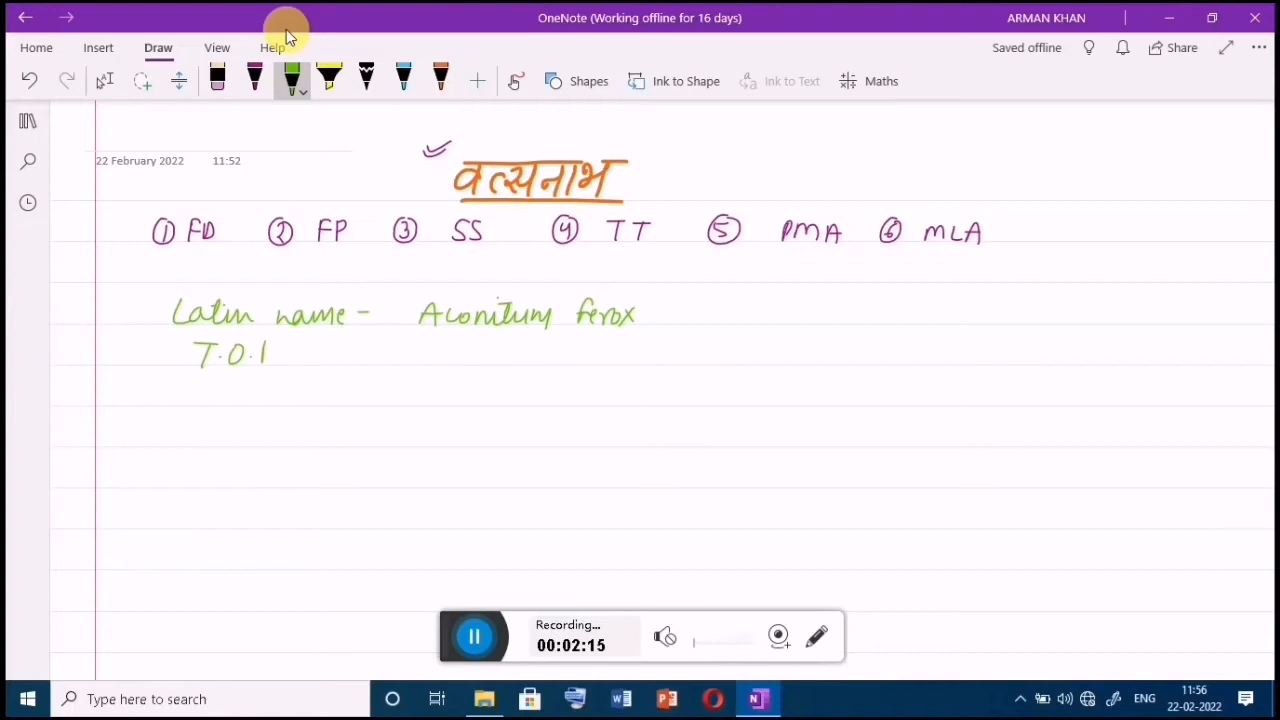 OneNote (Working offline for 16 days)
ARMAN KHAN
Home Insert Draw View Help
Saved offline Share
Shapes Ink to Shape Ink to Text Maths
22 February 2022 11:52
वत्सनाभ
① FD ② FP ③ SS ④ TT ⑤ PMA ⑥ MLA
Latin name - Aconitum ferox
T.O.I
Recording...
00:02:15
Type here to search
ENG
11:56
22-02-2022